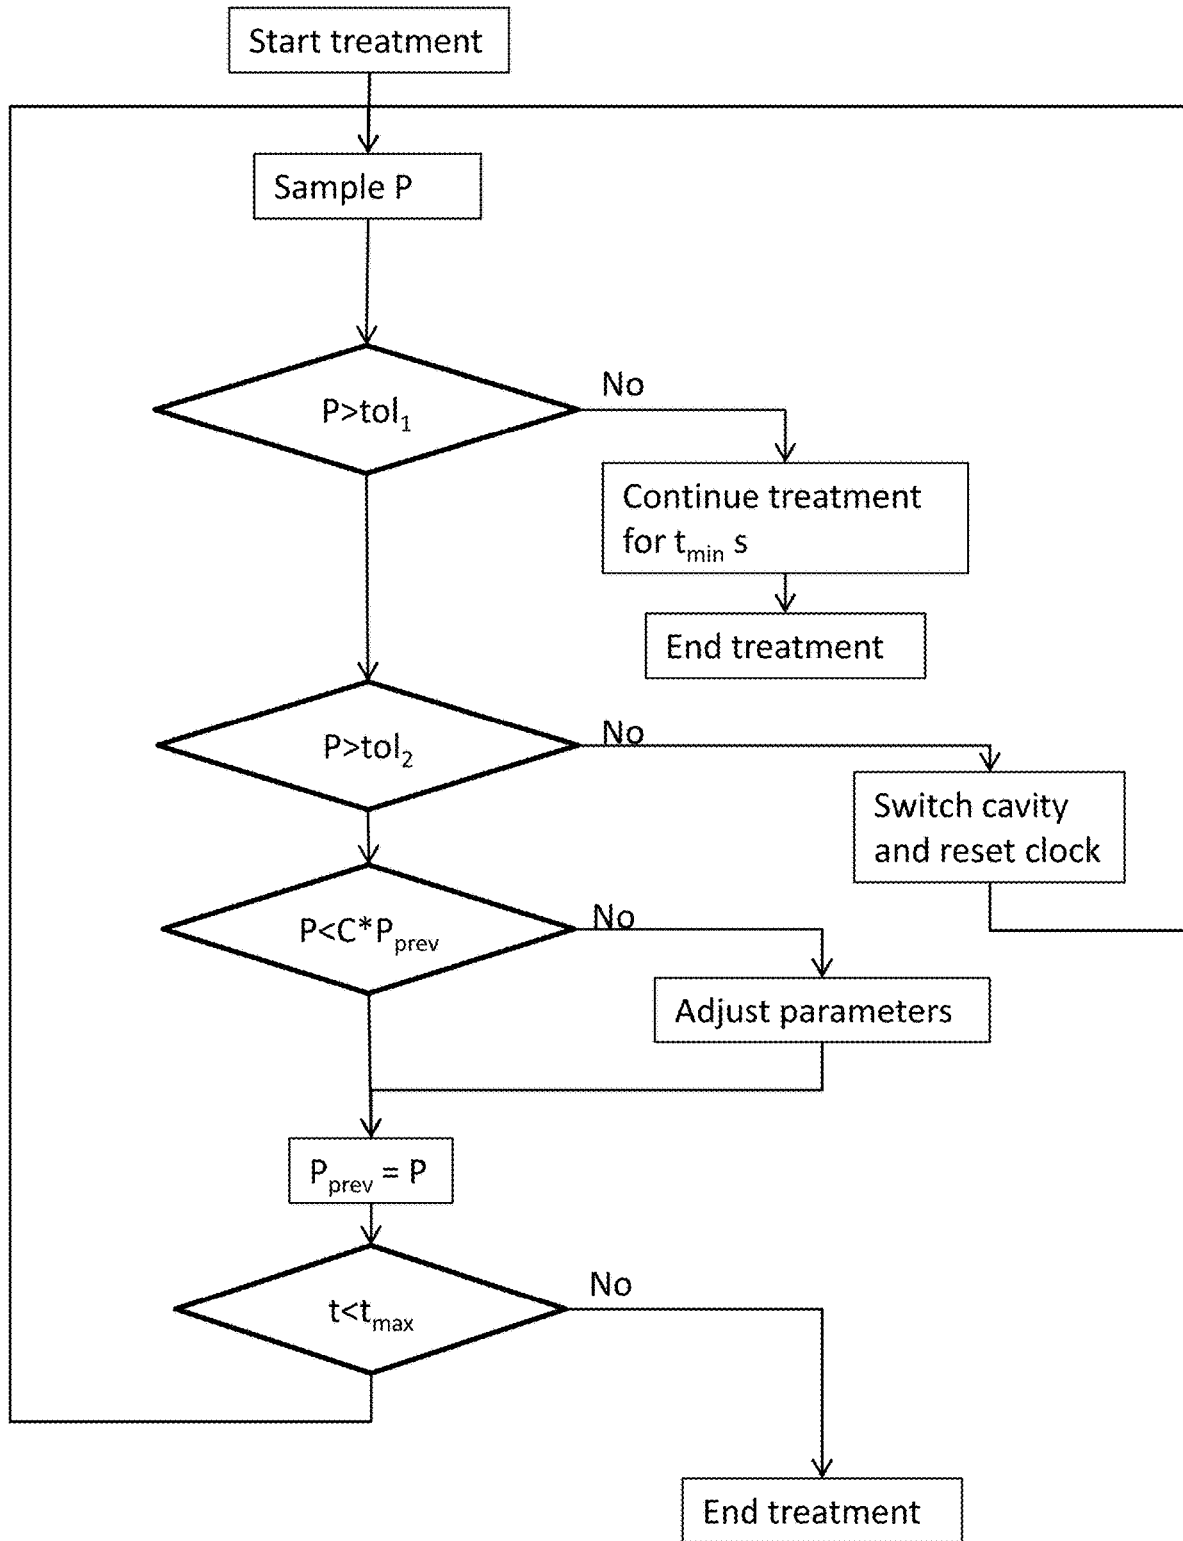 Start treatment
Sample P
P>tol₁
No
Continue treatment
for tmin s
End treatment
P>tol₂
No
Switch cavity
and reset clock
P<C*Pprev
No
Adjust parameters
Pprev = P
t<tmax
No
End treatment